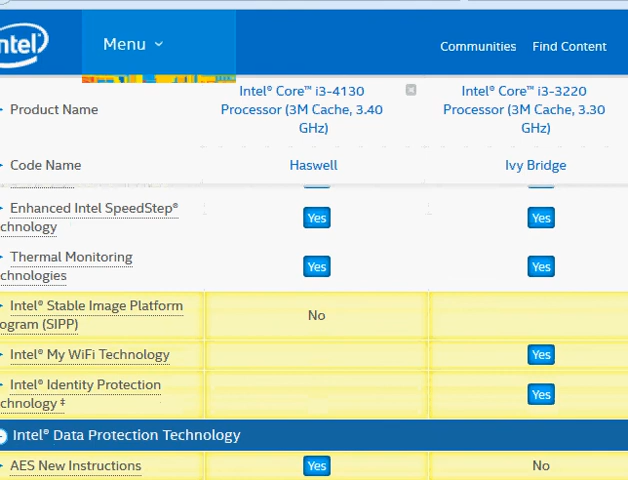 intel
Menu
Communities Find Content
Product Name
Intel® Core™ i3-4130
Processor (3M Cache, 3.40
GHz)
Intel® Core™ i3-3220
Processor (3M Cache, 3.30
GHz)
Code Name Haswell Ivy Bridge
Enhanced Intel SpeedStep®
chnology
Yes Yes
Thermal Monitoring
chnologies
Yes Yes
Intel® Stable Image Platform
ogram (SIPP)
No
Intel® My WiFi Technology Yes
Intel® Identity Protection
chnology ‡
Yes
Intel® Data Protection Technology
AES New Instructions Yes No